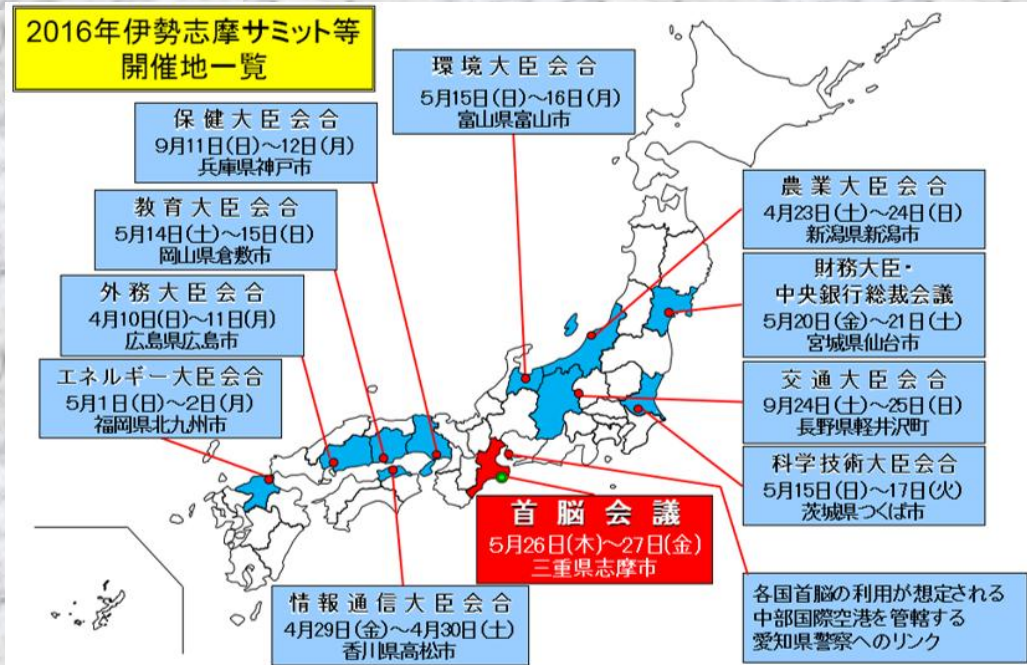 2016年伊勢志摩サミット等
開催地一覧
環境大臣会合
5月15日(日)～16日(月)
富山県富山市
保健大臣会合
9月11日(日)～12日(月)
兵庫県神戸市
教育大臣会合
5月14日(土)～15日(日)
岡山県倉敷市
外務大臣会合
4月10日(日)～11日(月)
広島県広島市
エネルギー大臣会合
5月1日(日)～2日(月)
福岡県北九州市
農業大臣会合
4月23日(土)～24日(日)
新潟県新潟市
財務大臣・
中央銀行総裁会議
5月20日(金)～21日(土)
宮城県仙台市
交通大臣会合
9月24日(土)～25日(日)
長野県軽井沢町
科学技術大臣会合
5月15日(日)～17日(火)
茨城県つくば市
首脳会議
5月26日(木)～27日(金)
三重県志摩市
情報通信大臣会合
4月29日(金)～4月30日(土)
香川県高松市
各国首脳の利用が想定される
中部国際空港を管轄する
愛知県警察へのリンク